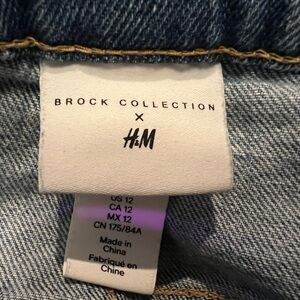 BROCK COLLECTION
X
H&M
US 12
CA 12
MX 12
CN 175/84A
Made in
China
Fabriqué en
Chine